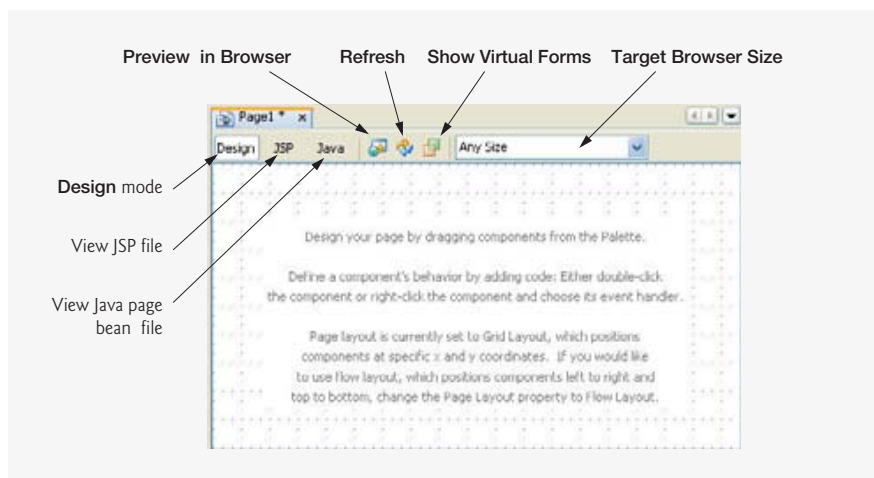 Preview in Browser
Refresh
Show Virtual Forms
Target Browser Size
Page1 * x
Design
JSP
Java
Any Size
Design mode
View JSP file
View Java page
bean file
Design your page by dragging components from the Palette.
Define a component's behavior by adding code: Either double-click
the component or right-click the component and choose its event handler.
Page layout is currently set to Grid Layout, which positions
components at specific x and y coordinates. If you would like
to use flow layout, which positions components left to right and
top to bottom, change the Page Layout property to Flow Layout.